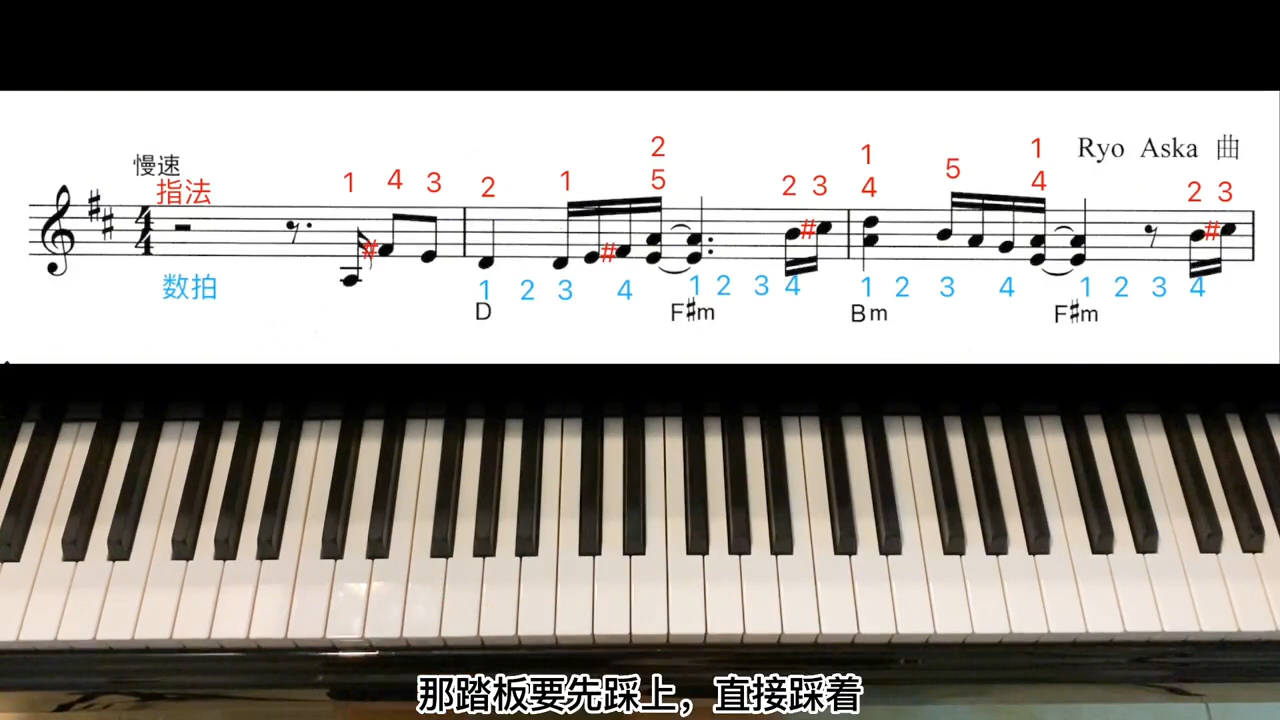 Ryo Aska 曲
慢速
指法 1 4 3 2 1 2 5 2 3 1 4 5 1 4 2 3
4 4
数拍 1 2 3 4 1 2 3 4 1 2 3 4 1 2 3 4
D F♯m Bm F♯m
那踏板要先踩上，直接踩着